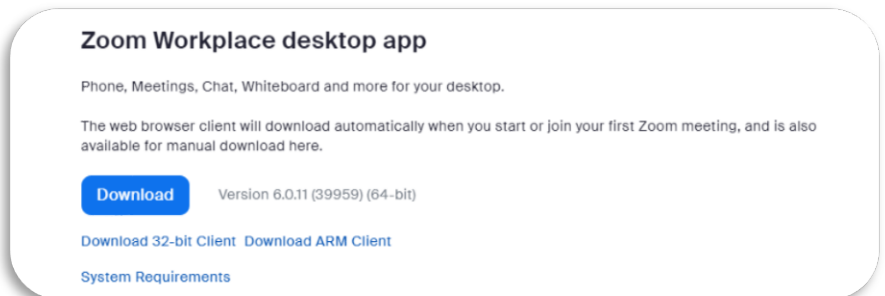 Zoom Workplace desktop app
Phone, Meetings, Chat, Whiteboard and more for your desktop.
The web browser client will download automatically when you start or join your first Zoom meeting, and is also
available for manual download here.
Download Version 6.0.11 (39959) (64-bit)
Download 32-bit Client Download ARM Client
System Requirements